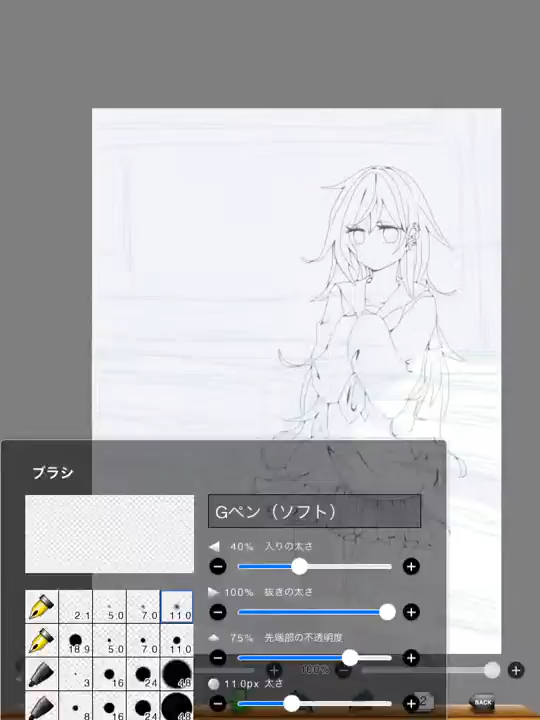 ブラシ
Gペン（ソフト）
40% 入りの太さ
100% 抜きの太さ
75% 先端部の不透明度
11.0px 太さ
2.1 5.0 7.0 11.0
18.9 5.0 7.0 11.0
3 16 24 48
8 16 24 48
100%
2
BACK